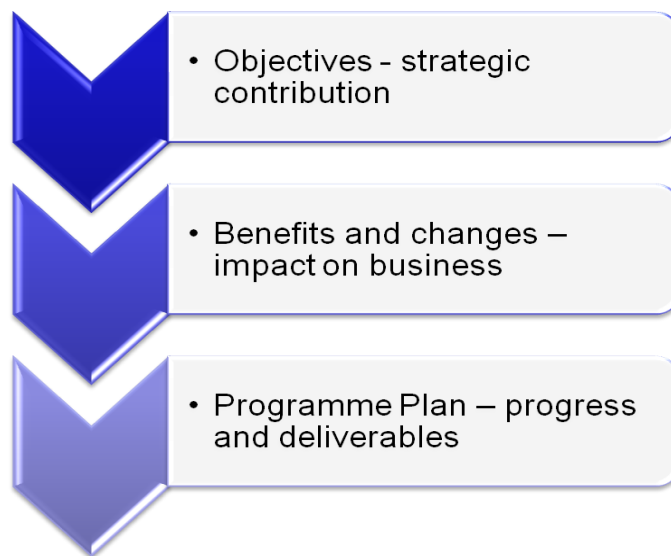 • Objectives - strategic
contribution
• Benefits and changes –
impact on business
• Programme Plan – progress
and deliverables